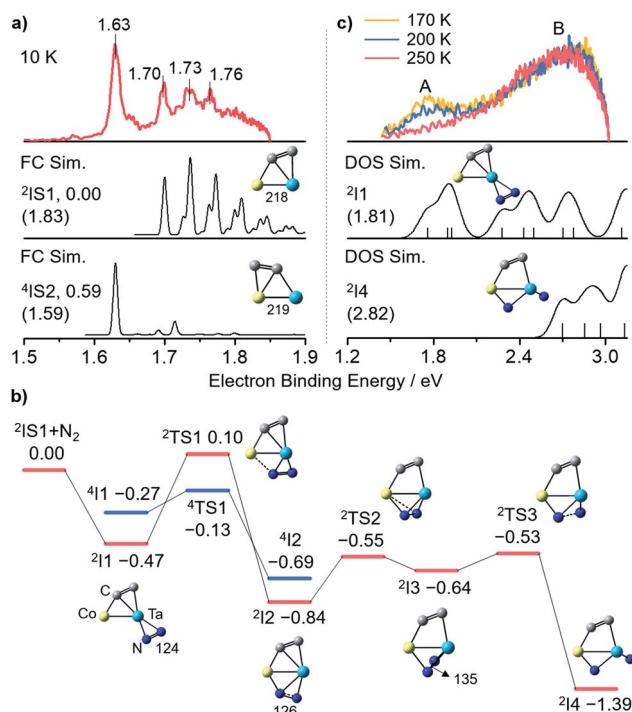 a)
10 K
1.63
1.70
1.73
1.76
FC Sim.
²IS1, 0.00
(1.83)
218
FC Sim.
⁴IS2, 0.59
(1.59)
219
1.5 1.6 1.7 1.8 1.9
c)
170 K
200 K
250 K
A
B
DOS Sim.
²I1
(1.81)
DOS Sim.
²I4
(2.82)
1.2 1.8 2.4 3.0
Electron Binding Energy / eV
b)
²IS1+N₂
0.00
⁴I1 −0.27
²I1 −0.47
C
Co
Ta
N
124
²TS1 0.10
⁴TS1
−0.13
⁴I2
−0.69
²I2 −0.84
126
²TS2
−0.55
²I3 −0.64
135
²TS3
−0.53
²I4 −1.39